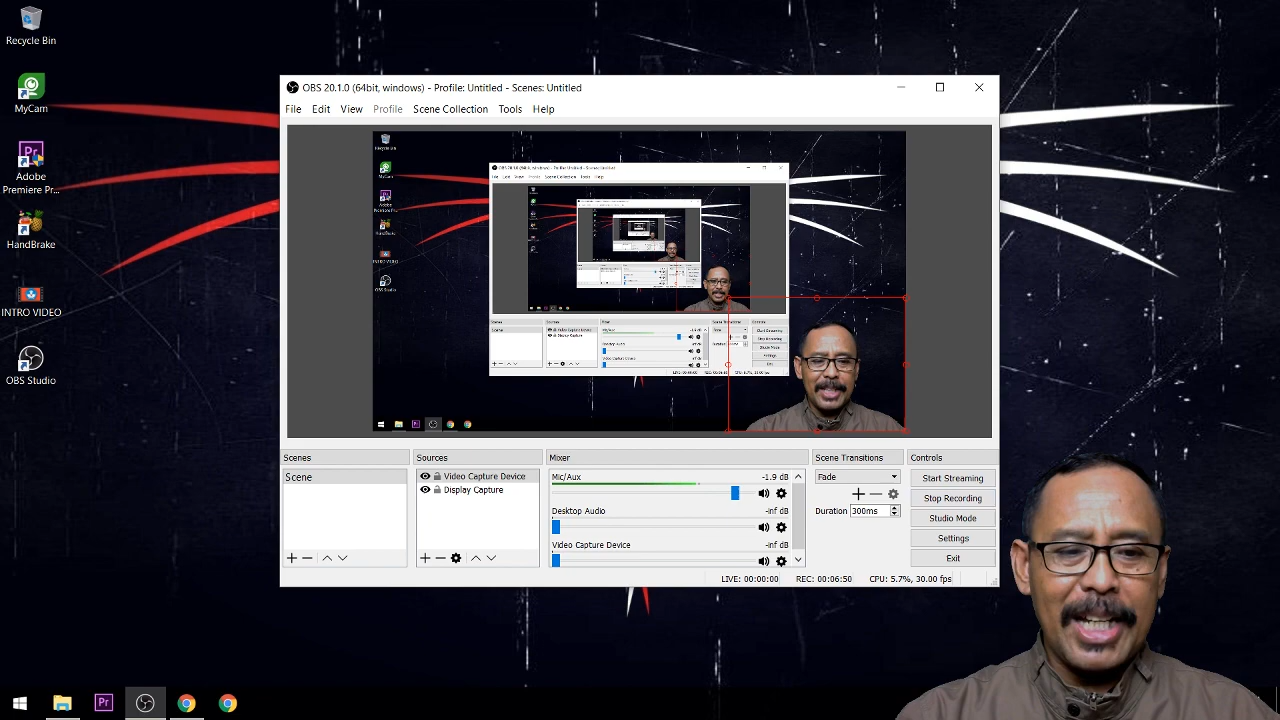 Recycle Bin
MyCam
Adobe
Premiere Pr...
HandBrake
INTRO VIDEO
OBS Studio
OBS 20.1.0 (64bit, windows) - Profile: Untitled - Scenes: Untitled
File Edit View Profile Scene Collection Tools Help
Scenes
Scene
Sources
Video Capture Device
Display Capture
Mixer
Mic/Aux -1.9 dB
Desktop Audio -inf dB
Video Capture Device -inf dB
Scene Transitions
Fade
Duration 300ms
Controls
Start Streaming
Stop Recording
Studio Mode
Settings
Exit
LIVE: 00:00:00 REC: 00:06:50 CPU: 5.7%, 30.00 fps
Pr